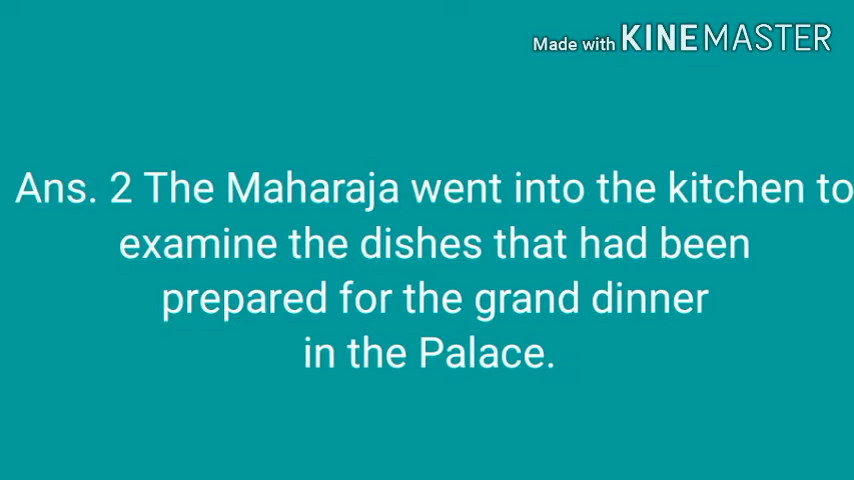 Made with KINEMASTER
Ans. 2 The Maharaja went into the kitchen to
examine the dishes that had been
prepared for the grand dinner
in the Palace.